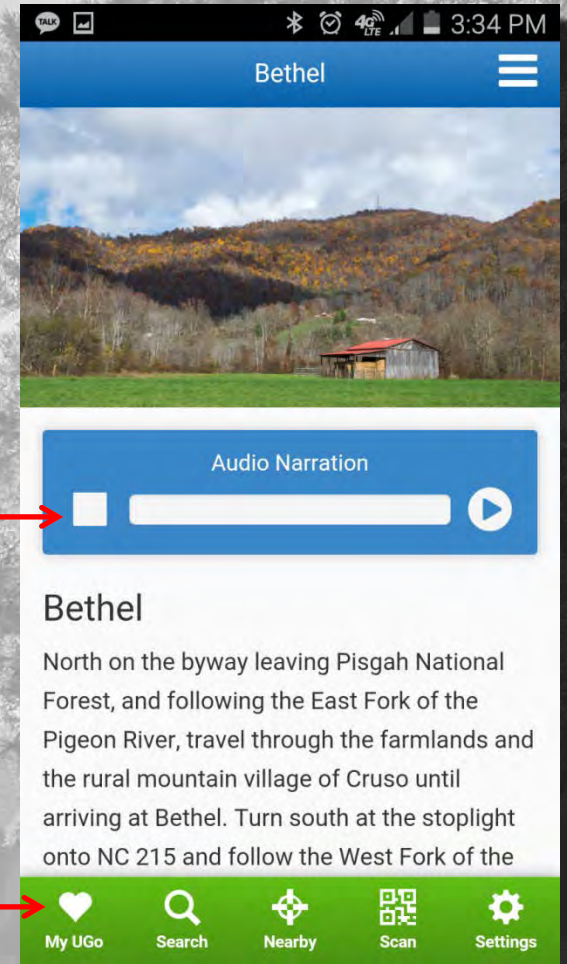 TALK
4G LTE
3:34 PM
Bethel
Audio Narration
Bethel
North on the byway leaving Pisgah National
Forest, and following the East Fork of the
Pigeon River, travel through the farmlands and
the rural mountain village of Cruso until
arriving at Bethel. Turn south at the stoplight
onto NC 215 and follow the West Fork of the
My UGo
Search
Nearby
Scan
Settings